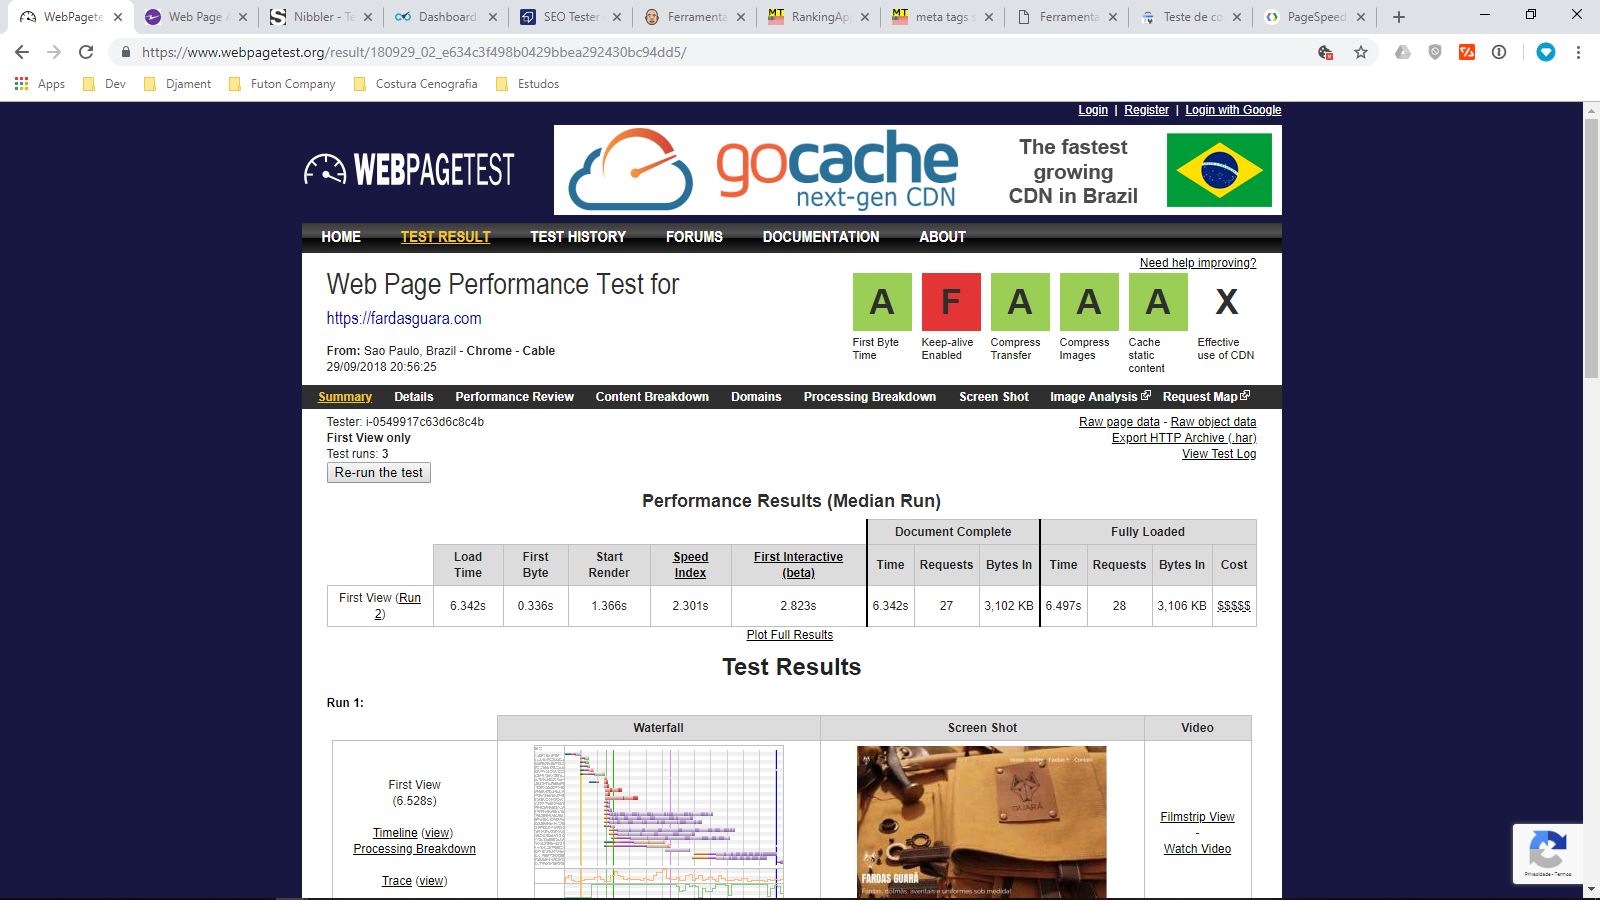 WebPagete
Web Page A
Nibbler - Te
Dashboard
SEO Tester
Ferramenta
RankingAp
meta tags s
Ferramenta
Teste de co
PageSpeed
https://www.webpagetest.org/result/180929_02_e634c3f498b0429bbea292430bc94dd5/
Apps
Dev
Djament
Futon Company
Costura Cenografia
Estudos
Login | Register | Login with Google
WEBPAGETEST
gocache
next-gen CDN
The fastest
growing
CDN in Brazil
HOME TEST RESULT TEST HISTORY FORUMS DOCUMENTATION ABOUT
Need help improving?
Web Page Performance Test for
https://fardasguara.com
From: Sao Paulo, Brazil - Chrome - Cable
29/09/2018 20:56:25
A F A A A X
First Byte Time
Keep-alive Enabled
Compress Transfer
Compress Images
Cache static content
Effective use of CDN
Summary Details Performance Review Content Breakdown Domains Processing Breakdown Screen Shot Image Analysis Request Map
Tester: i-0549917c63d6c8c4b
First View only
Test runs: 3
Re-run the test
Raw page data - Raw object data
Export HTTP Archive (.har)
View Test Log
Performance Results (Median Run)
Document Complete Fully Loaded
Load Time First Byte Start Render Speed Index First Interactive (beta) Time Requests Bytes In Time Requests Bytes In Cost
First View (Run 2) 6.342s 0.336s 1.366s 2.301s 2.823s 6.342s 27 3,102 KB 6.497s 28 3,106 KB $$$$$
Plot Full Results
Test Results
Run 1:
Waterfall Screen Shot Video
First View
(6.528s)
Timeline (view)
Processing Breakdown
Trace (view)
GUARÁ
FARDAS GUARÁ
Fardas, colmás, aventais e uniformes sob medida!
Filmstrip View
-
Watch Video
Privacidade - Termos